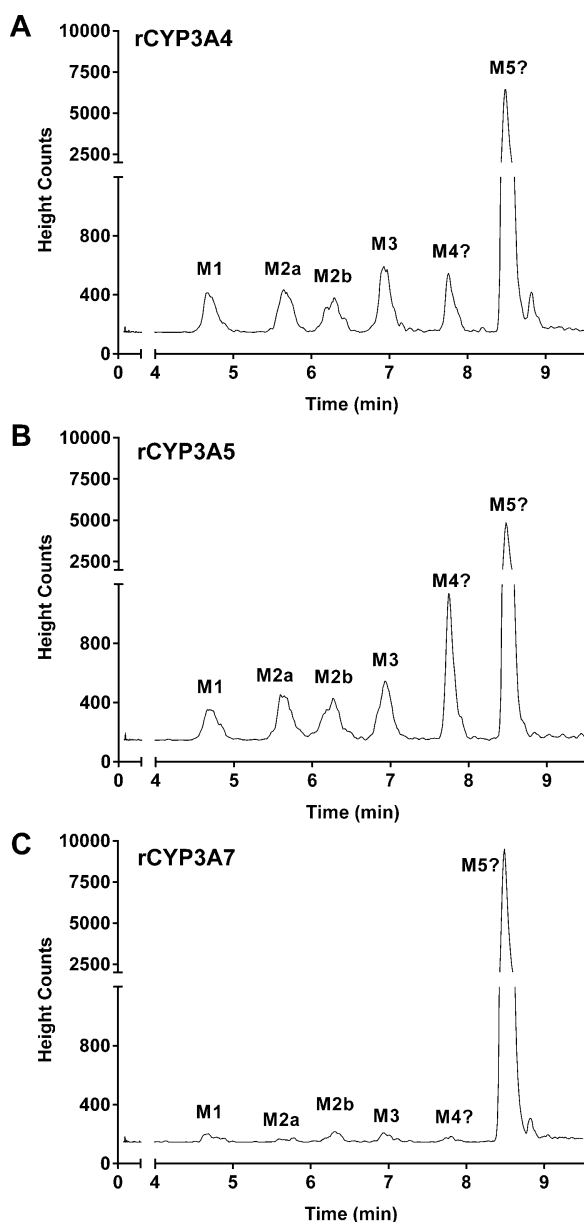 A
rCYP3A4
10000
7500
5000
2500
800
400
0
Height Counts
M1
M2a
M2b
M3
M4?
M5?
0 4 5 6 7 8 9
Time (min)
B
rCYP3A5
10000
7500
5000
2500
800
400
0
Height Counts
M1
M2a
M2b
M3
M4?
M5?
0 4 5 6 7 8 9
Time (min)
C
rCYP3A7
10000
7500
5000
2500
800
400
0
Height Counts
M1
M2a
M2b
M3
M4?
M5?
0 4 5 6 7 8 9
Time (min)